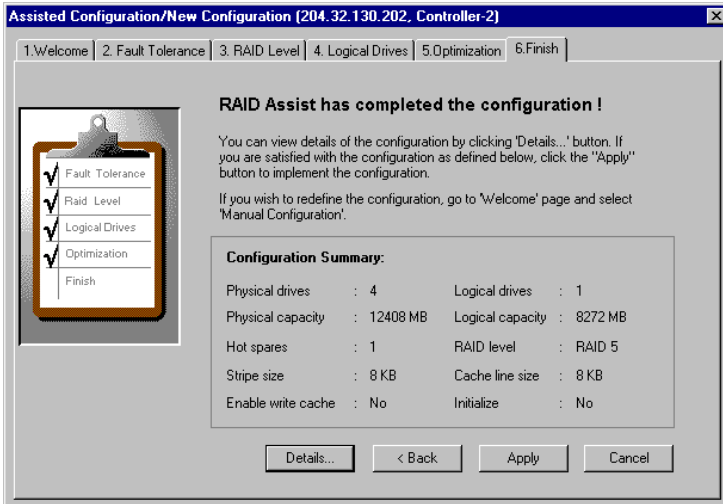 Assisted Configuration/New Configuration (204.32.130.202, Controller-2)
1.Welcome 2. Fault Tolerance 3. RAID Level 4. Logical Drives 5.Optimization 6.Finish
RAID Assist has completed the configuration !
You can view details of the configuration by clicking 'Details...' button. If
you are satisfied with the configuration as defined below, click the "Apply"
button to implement the configuration.
If you wish to redefine the configuration, go to 'Welcome' page and select
'Manual Configuration'.
Fault Tolerance
Raid Level
Logical Drives
Optimization
Finish
Configuration Summary:
Physical drives : 4 Logical drives : 1
Physical capacity : 12408 MB Logical capacity : 8272 MB
Hot spares : 1 RAID level : RAID 5
Stripe size : 8 KB Cache line size : 8 KB
Enable write cache : No Initialize : No
Details... < Back Apply Cancel